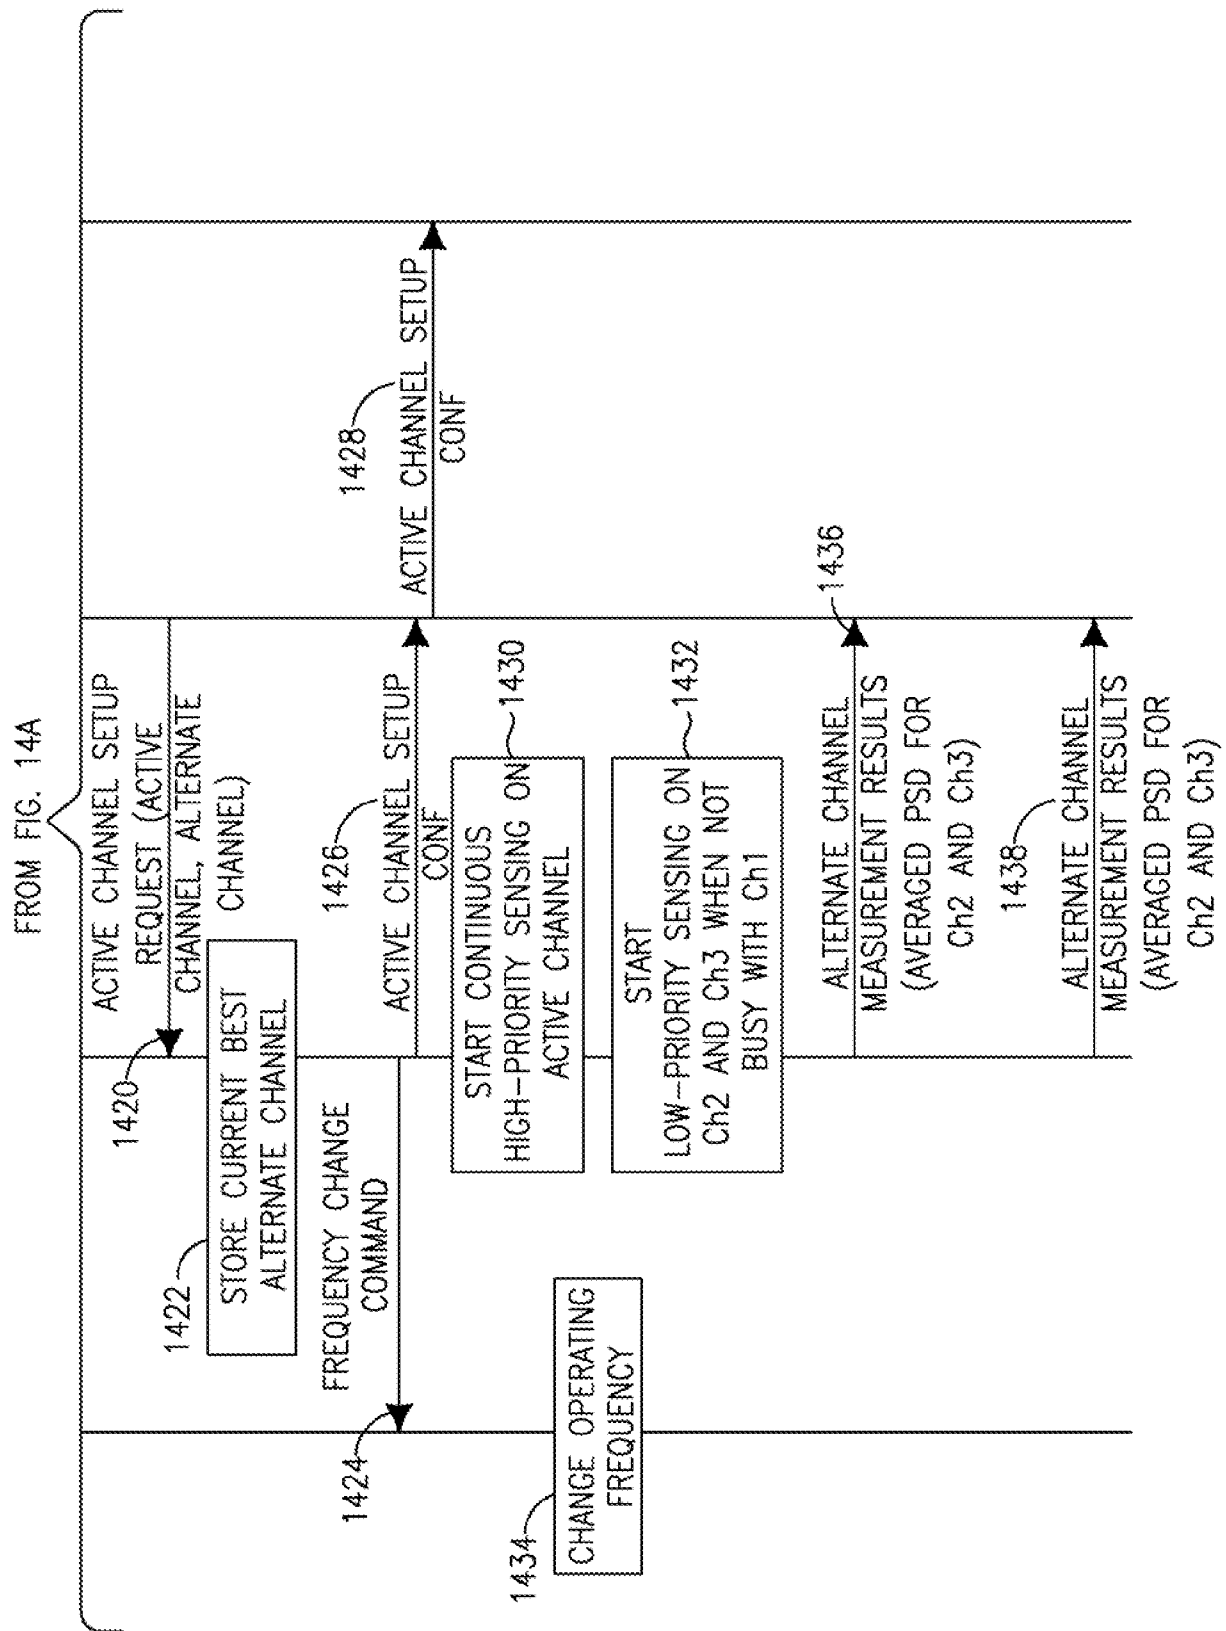 FROM FIG. 14A
ACTIVE CHANNEL SETUP
REQUEST (ACTIVE
CHANNEL, ALTERNATE
CHANNEL)
1420
1422
STORE CURRENT BEST
ALTERNATE CHANNEL
FREQUENCY CHANGE
COMMAND
1424
1426
ACTIVE CHANNEL SETUP
CONF
1428
ACTIVE CHANNEL SETUP
CONF
START CONTINUOUS
HIGH-PRIORITY SENSING ON
ACTIVE CHANNEL
1430
1434
CHANGE OPERATING
FREQUENCY
START
LOW-PRIORITY SENSING ON
Ch2 AND Ch3 WHEN NOT
BUSY WITH Ch1
1432
ALTERNATE CHANNEL
MEASUREMENT RESULTS
(AVERAGED PSD FOR
Ch2 AND Ch3)
1436
1438
ALTERNATE CHANNEL
MEASUREMENT RESULTS
(AVERAGED PSD FOR
Ch2 AND Ch3)